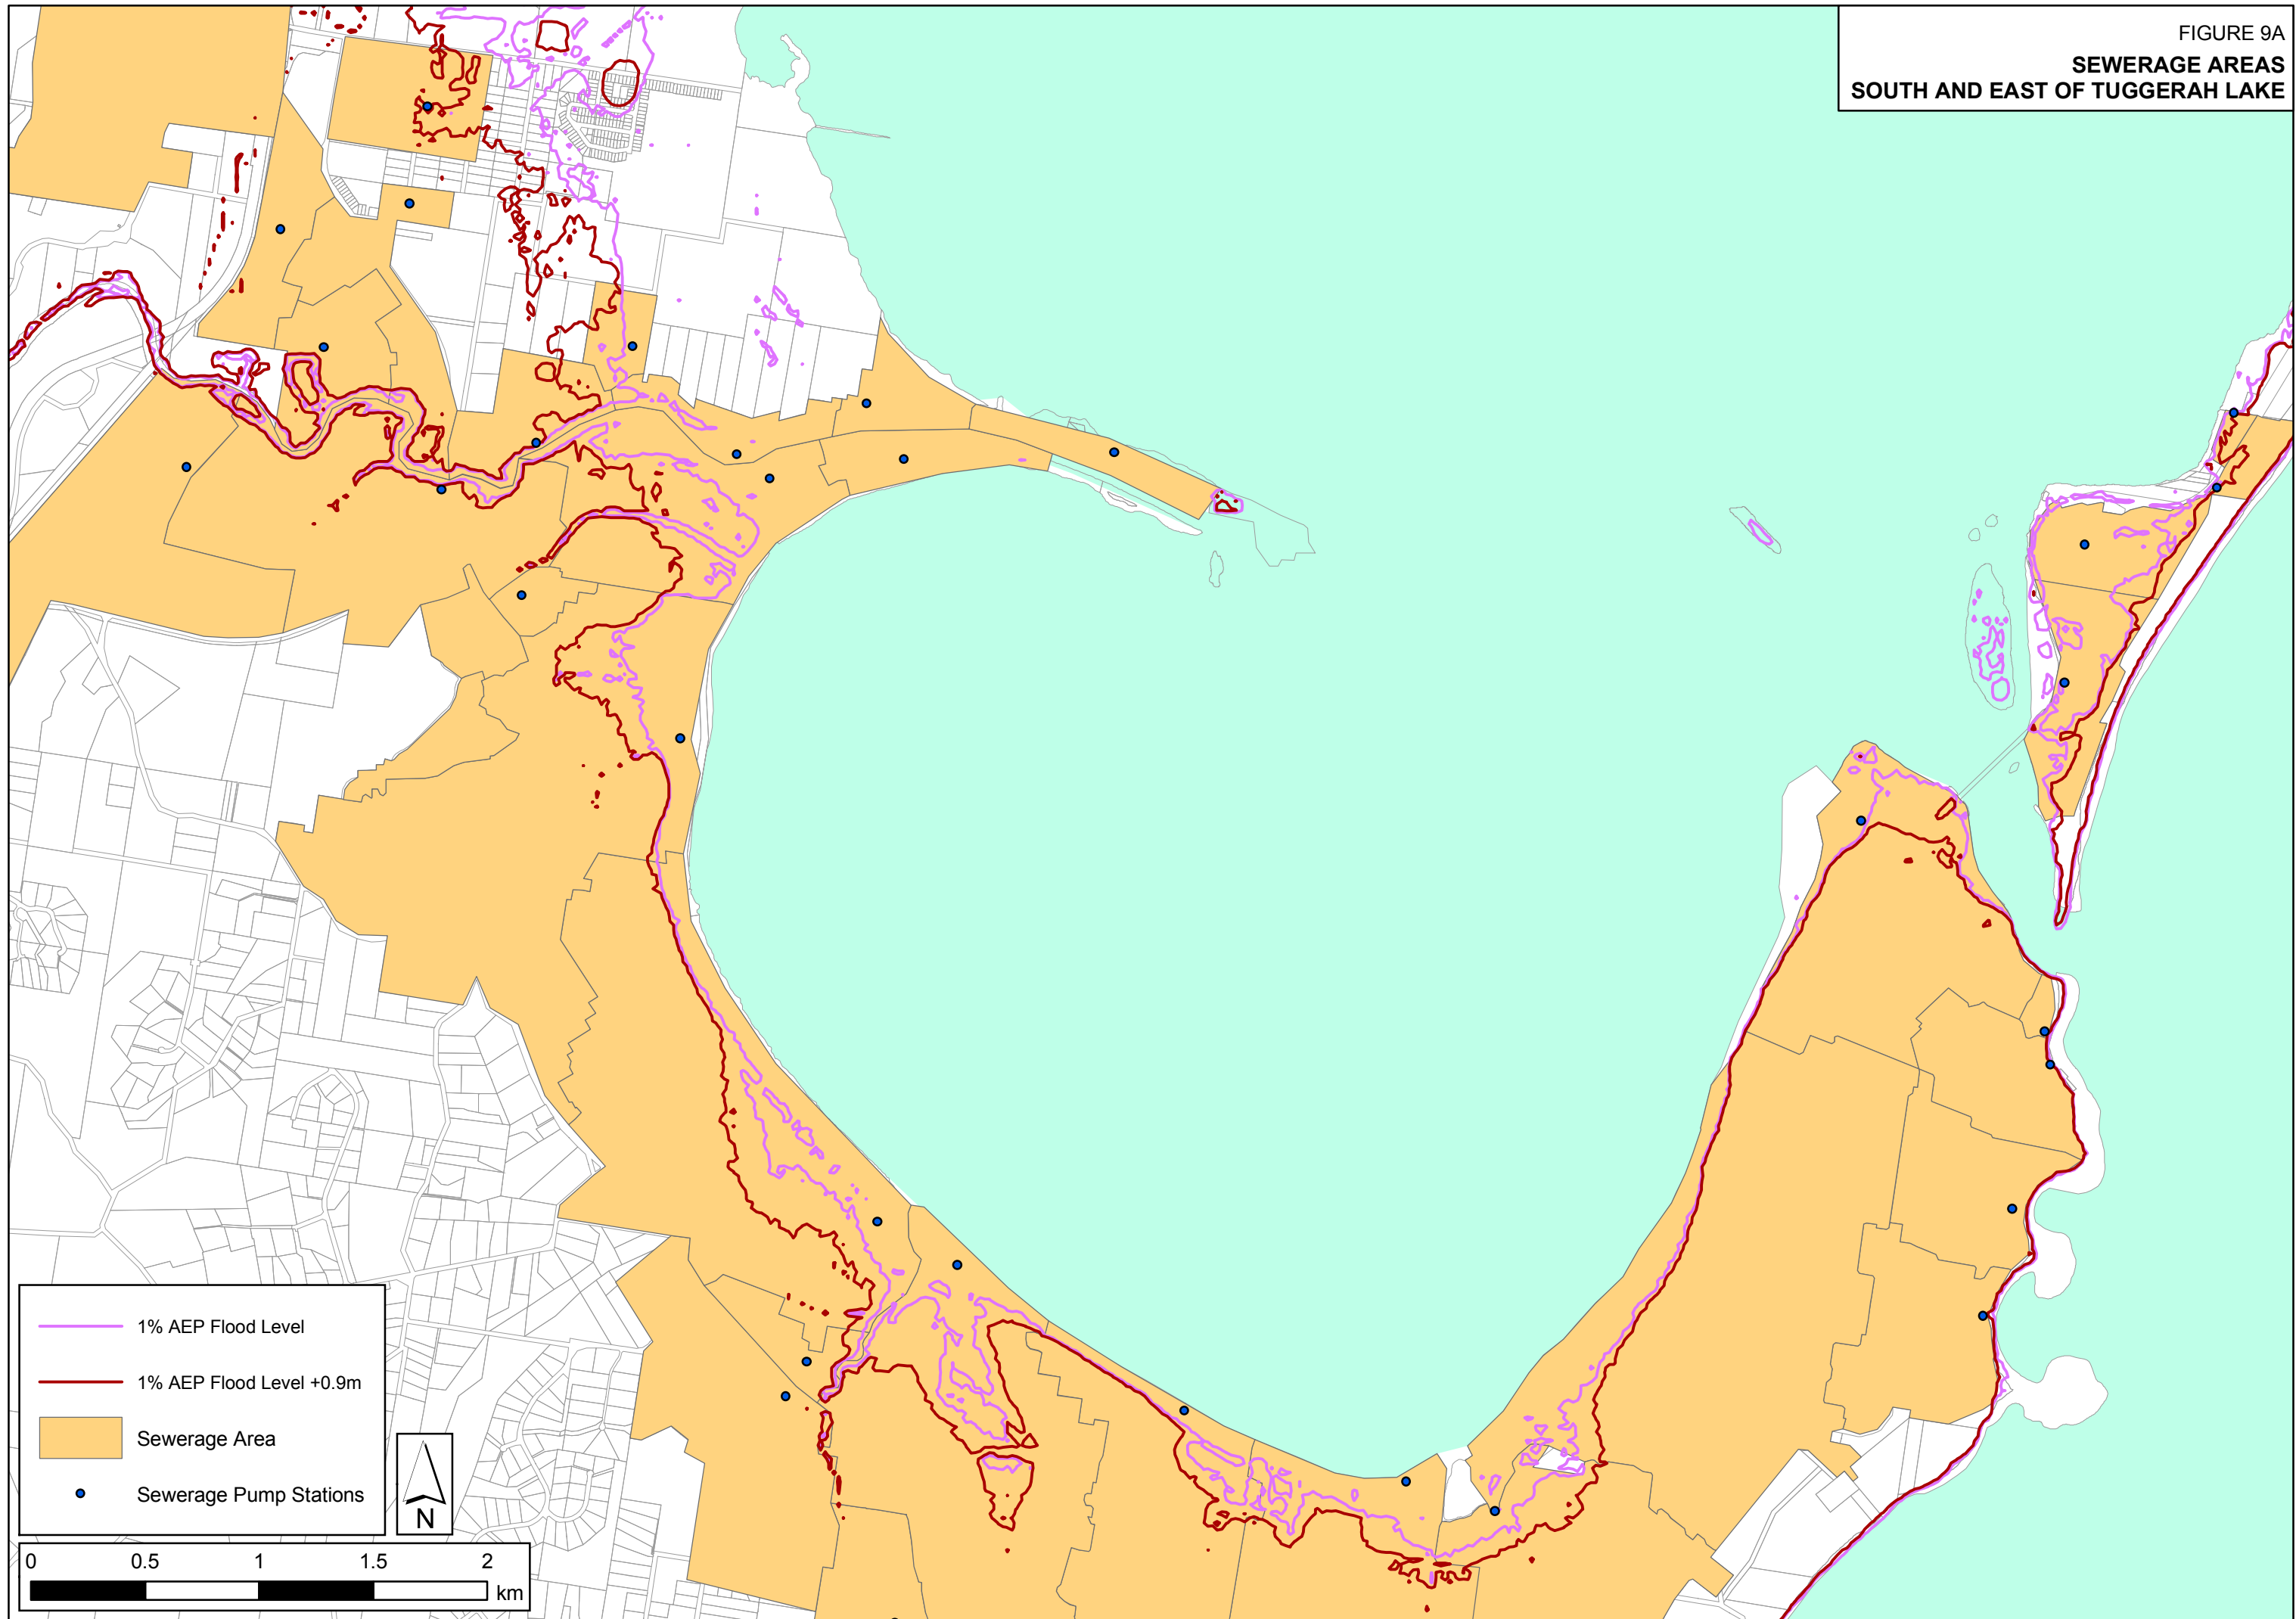 FIGURE 9A
SEWERAGE AREAS
SOUTH AND EAST OF TUGGERAH LAKE
1% AEP Flood Level
1% AEP Flood Level +0.9m
Sewerage Area
Sewerage Pump Stations
N
0 0.5 1 1.5 2
km